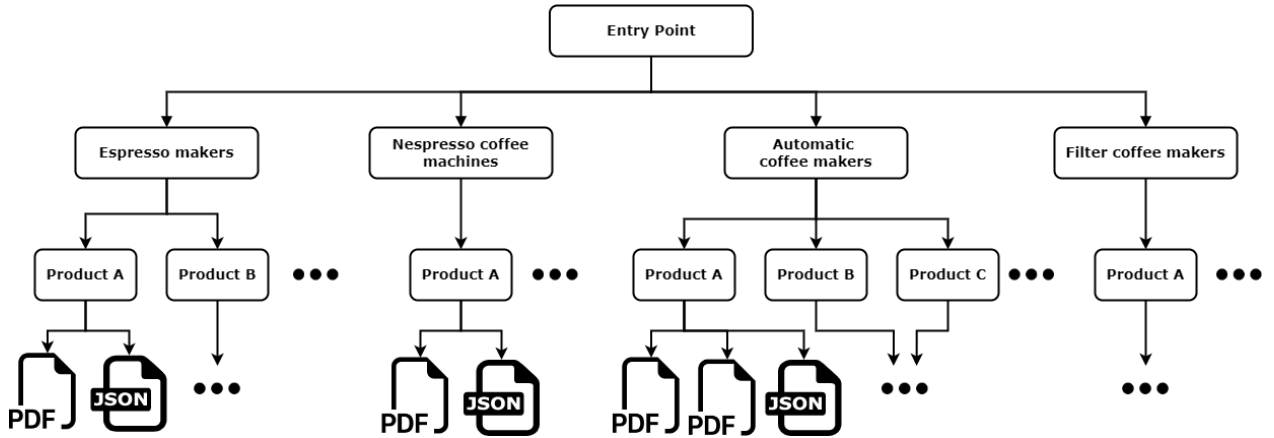 Entry Point
Espresso makers
Nespresso coffee
machines
Automatic
coffee makers
Filter coffee makers
Product A
Product B
Product A
Product A
Product B
Product C
Product A
PDF
JSON
PDF
JSON
PDF
PDF
JSON